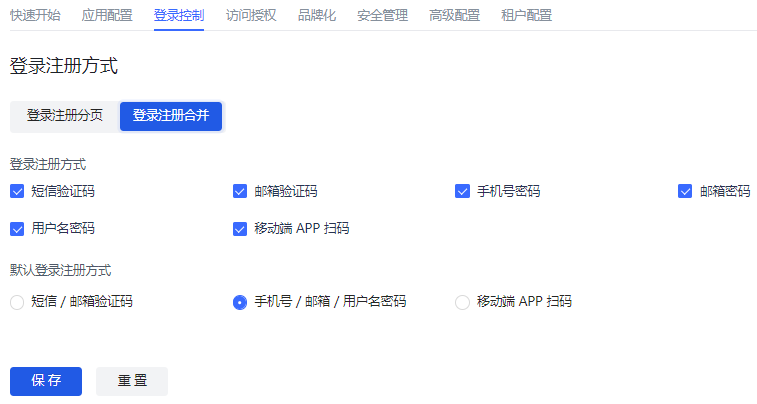 快速开始 应用配置 登录控制 访问授权 品牌化 安全管理 高级配置 租户配置
登录注册方式
登录注册分页 登录注册合并
登录注册方式
短信验证码 邮箱验证码 手机号密码 邮箱密码
用户名密码 移动端 APP 扫码
默认登录注册方式
短信 / 邮箱验证码 手机号 / 邮箱 / 用户名密码 移动端 APP 扫码
保存 重置